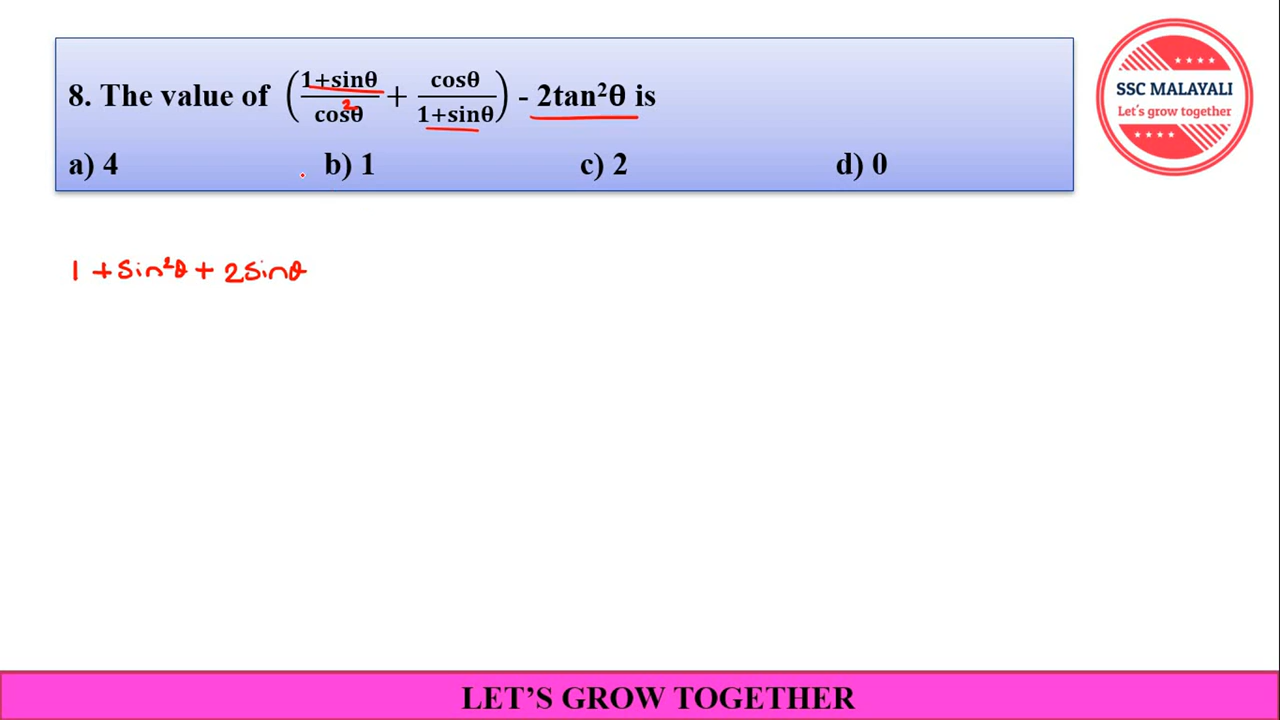 8. The value of (1+sinθ/cosθ + cosθ/1+sinθ) - 2tan²θ is
2
a) 4 b) 1 c) 2 d) 0
1 + sin²θ + 2sinθ
SSC MALAYALI
Let's grow together
LET'S GROW TOGETHER